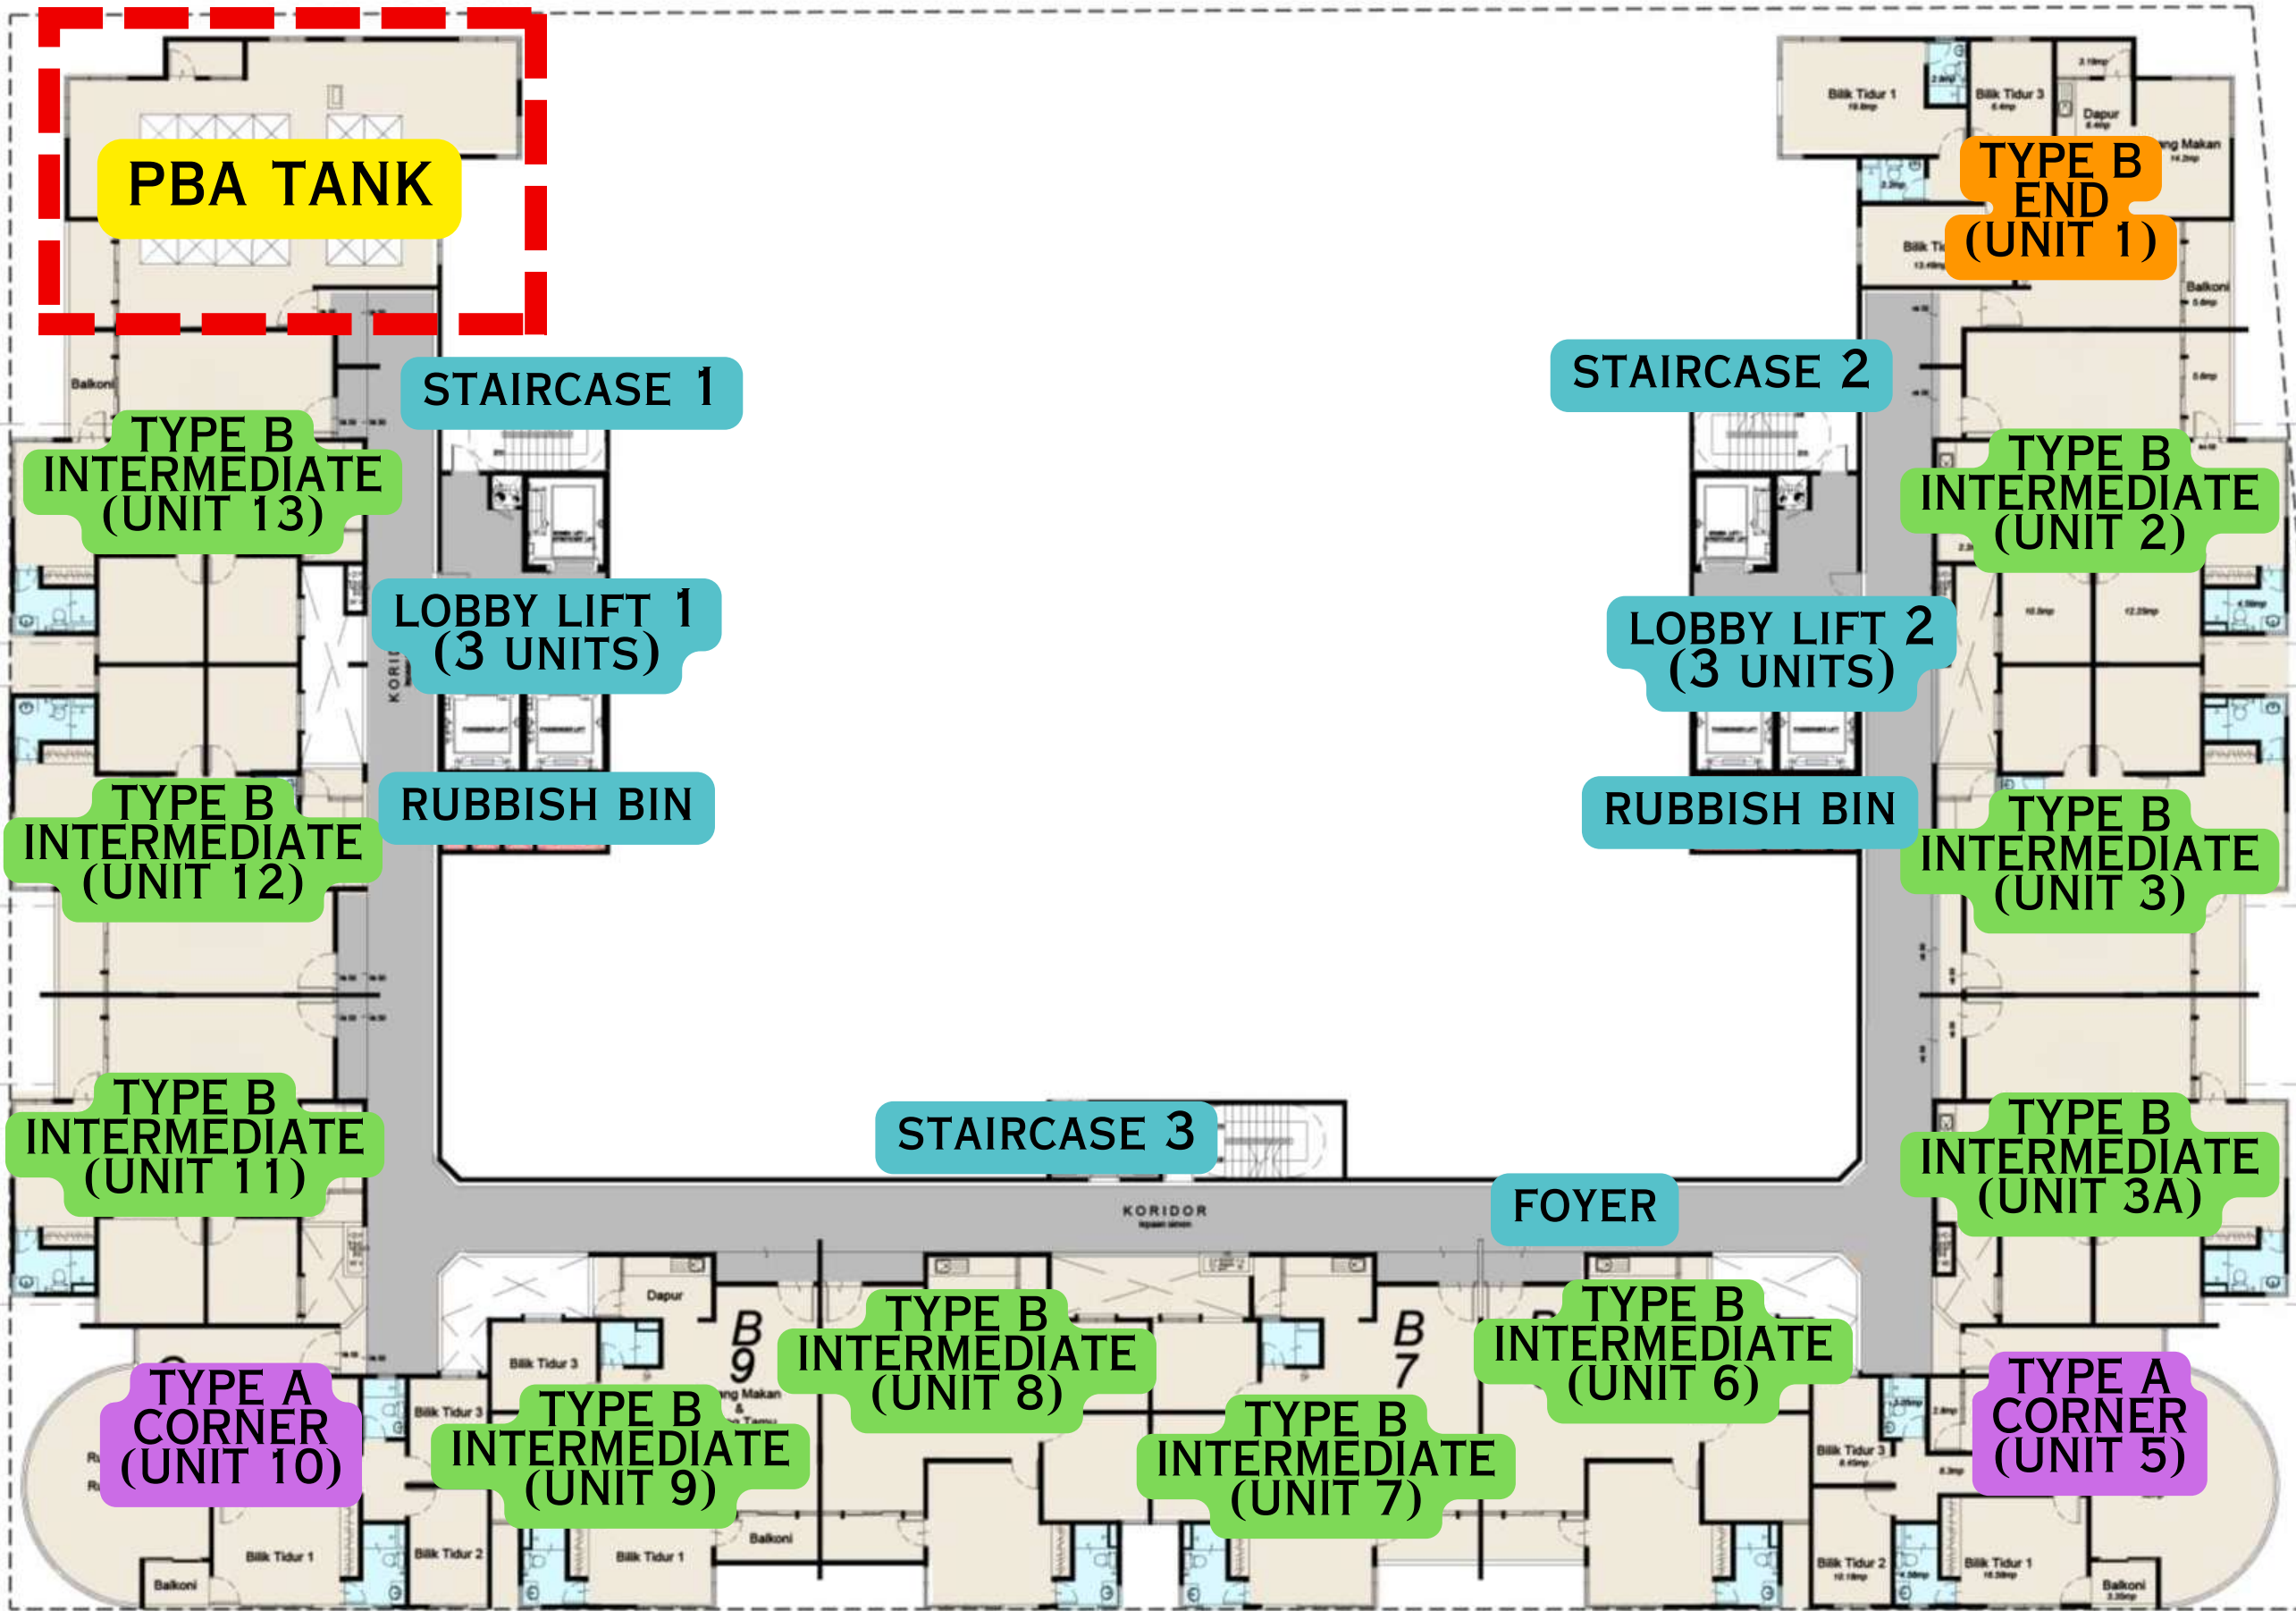 PBA TANK
Bilik Tidur 1
Bilik Tidur 3
Dapur
TYPE B
END
(UNIT 1)
Balkoni
STAIRCASE 1
STAIRCASE 2
Balkoni
TYPE B
INTERMEDIATE
(UNIT 13)
TYPE B
INTERMEDIATE
(UNIT 2)
LOBBY LIFT 1
(3 UNITS)
LOBBY LIFT 2
(3 UNITS)
RUBBISH BIN
RUBBISH BIN
TYPE B
INTERMEDIATE
(UNIT 12)
TYPE B
INTERMEDIATE
(UNIT 3)
TYPE B
INTERMEDIATE
(UNIT 11)
STAIRCASE 3
TYPE B
INTERMEDIATE
(UNIT 3A)
KORIDOR
FOYER
Dapur
B
9
TYPE B
INTERMEDIATE
(UNIT 8)
B
7
TYPE B
INTERMEDIATE
(UNIT 6)
Bilik Tidur 3
TYPE A
CORNER
(UNIT 10)
Bilik Tidur 3
TYPE B
INTERMEDIATE
(UNIT 9)
Makan
&
TYPE B
INTERMEDIATE
(UNIT 7)
Bilik Tidur 3
TYPE A
CORNER
(UNIT 5)
Bilik Tidur 1
Balkoni
Bilik Tidur 2
Bilik Tidur 1
Balkoni
Bilik Tidur 2
Bilik Tidur 1
Balkoni